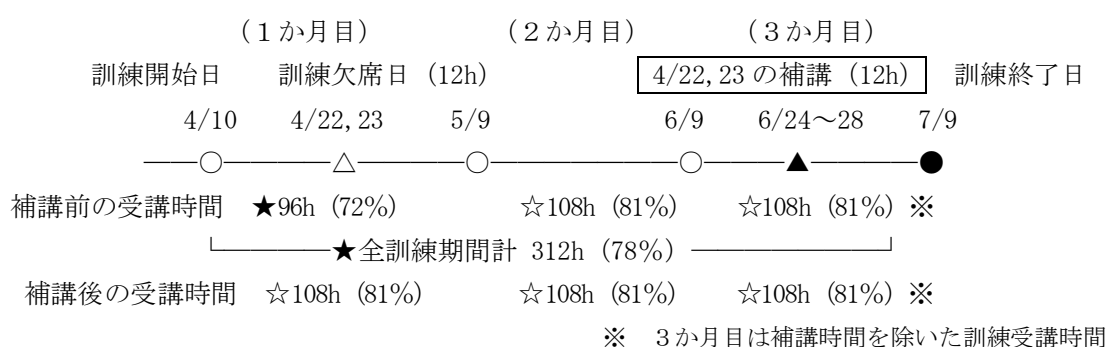 （１か月目）　（２か月目）　（３か月目）
訓練開始日　訓練欠席日（12h）　4/22,23 の補講（12h）　訓練終了日
4/10　4/22,23　5/9　6/9　6/24～28　7/9
――○――――△――――○――――――○―――▲――――●
補講前の受講時間　★96h（72%）　☆108h（81%）　☆108h（81%）※
└――――★全訓練期間計 312h（78%）――――――┘
補講後の受講時間　☆108h（81%）　☆108h（81%）　☆108h（81%）※
※　３か月目は補講時間を除いた訓練受講時間